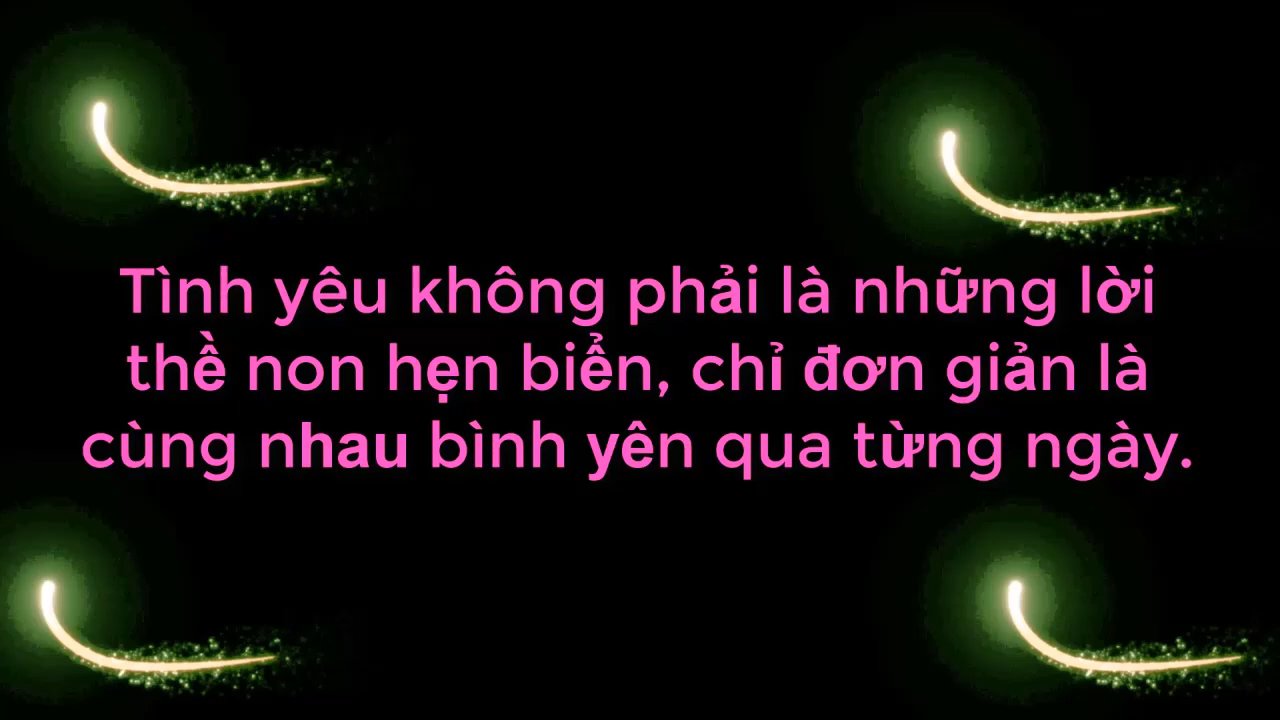 Tình yêu không phải là những lời
thề non hẹn biển, chỉ đơn giản là
cùng nhau bình yên qua từng ngày.